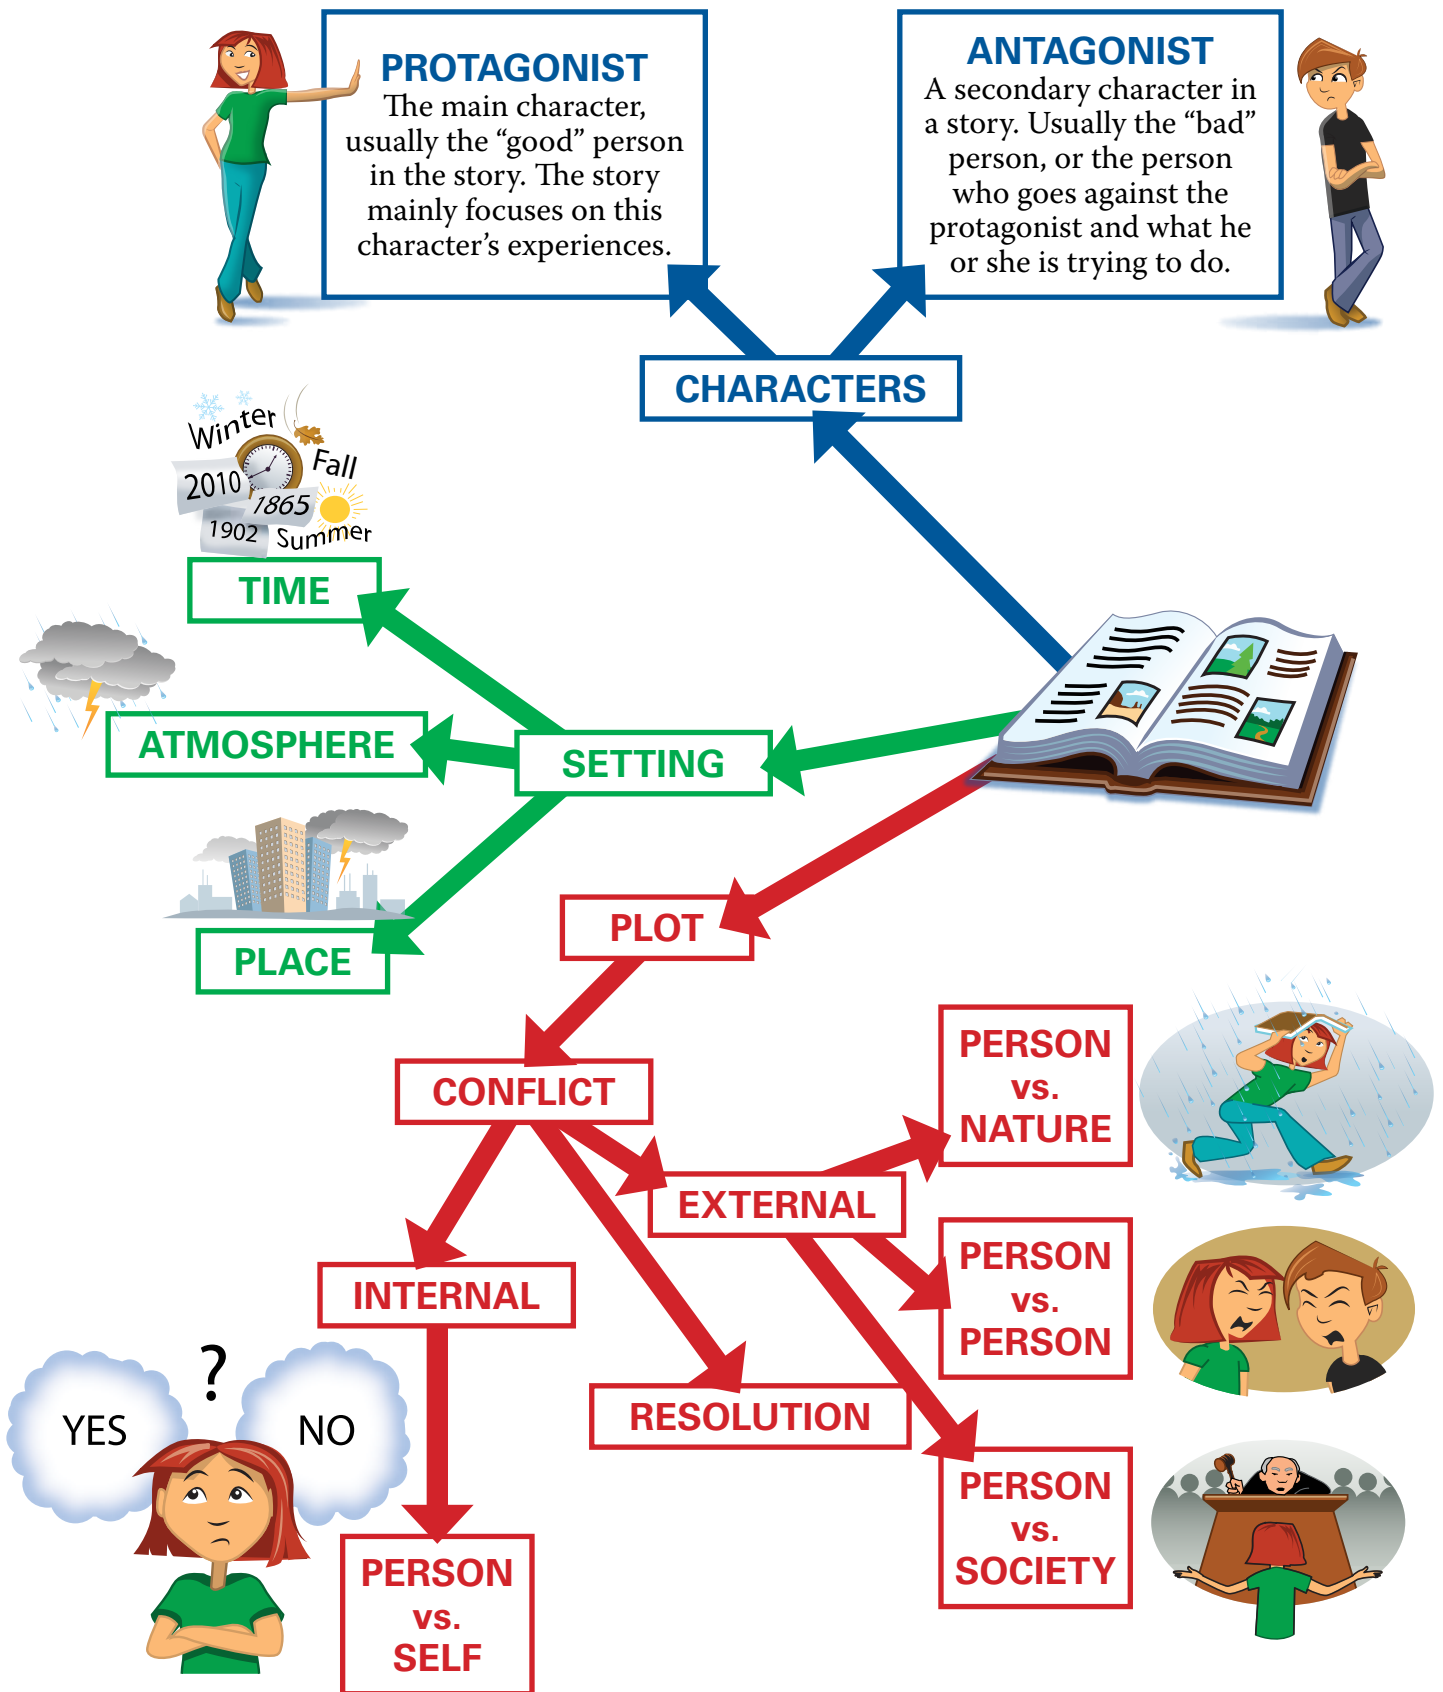 PROTAGONIST
The main character,
usually the “good” person
in the story. The story
mainly focuses on this
character’s experiences.
ANTAGONIST
A secondary character in
a story. Usually the “bad”
person, or the person
who goes against the
protagonist and what he
or she is trying to do.
CHARACTERS
Winter
Fall
2010
1865
1902
Summer
TIME
ATMOSPHERE
SETTING
PLACE
PLOT
CONFLICT
PERSON
vs.
NATURE
EXTERNAL
PERSON
vs.
PERSON
INTERNAL
RESOLUTION
?
YES
NO
PERSON
vs.
SOCIETY
PERSON
vs.
SELF